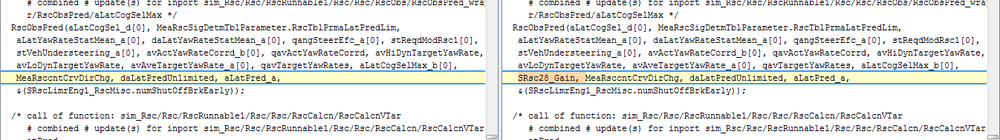 # combined # update(s) for inport sim_Rsc/Rsc/RscRunnable1/Rsc/Rsc/RscObs/RscObsPred_wrap
r/RscObsPred/aLatCogSelMax */
RscObsPred(aLatCogSel_d[0], MeaRscSigDetmTblParameter.RscTblPrmaLatPredLim,
aLatYawRateStatMean_a[0], daLatYawRateStatMean_a[0], qangSteerEfc_a[0], stReqdModRsc1[0],
stVehUndersteering_a[0], avActYawRateCorrd_b[0], qavActYawRateCorrd, avHiDynTargetYawRate,
avLoDynTargetYawRate, avAveTargetYawRate_a[0], qavTargetYawRates, aLatCogSelMax_b[0],
MeaRsccntCrvDirChg, daLatPredUnlimited, aLatPred_a,
&(SRscLimrEng1_RscMisc.numShutOffBrkEarly));
/* call of function: sim_Rsc/Rsc/RscRunnable1/Rsc/Rsc/RscCalcn/RscCalcnVTar
# combined # update(s) for inport sim_Rsc/Rsc/RscRunnable1/Rsc/Rsc/RscCalcn/RscCalcnVTar
# combined # update(s) for inport sim_Rsc/Rsc/RscRunnable1/Rsc/Rsc/RscObs/RscObsPred_wrap
r/RscObsPred/aLatCogSelMax */
RscObsPred(aLatCogSel_d[0], MeaRscSigDetmTblParameter.RscTblPrmaLatPredLim,
aLatYawRateStatMean_a[0], daLatYawRateStatMean_a[0], qangSteerEfc_a[0], stReqdModRsc1[0],
stVehUndersteering_a[0], avActYawRateCorrd_b[0], qavActYawRateCorrd, avHiDynTargetYawRate,
avLoDynTargetYawRate, avAveTargetYawRate_a[0], qavTargetYawRates, aLatCogSelMax_b[0],
SRsc28_Gain, MeaRsccntCrvDirChg, daLatPredUnlimited, aLatPred_a,
&(SRscLimrEng1_RscMisc.numShutOffBrkEarly));
/* call of function: sim_Rsc/Rsc/RscRunnable1/Rsc/Rsc/RscCalcn/RscCalcnVTar
# combined # update(s) for inport sim_Rsc/Rsc/RscRunnable1/Rsc/Rsc/RscCalcn/RscCalcnVTar